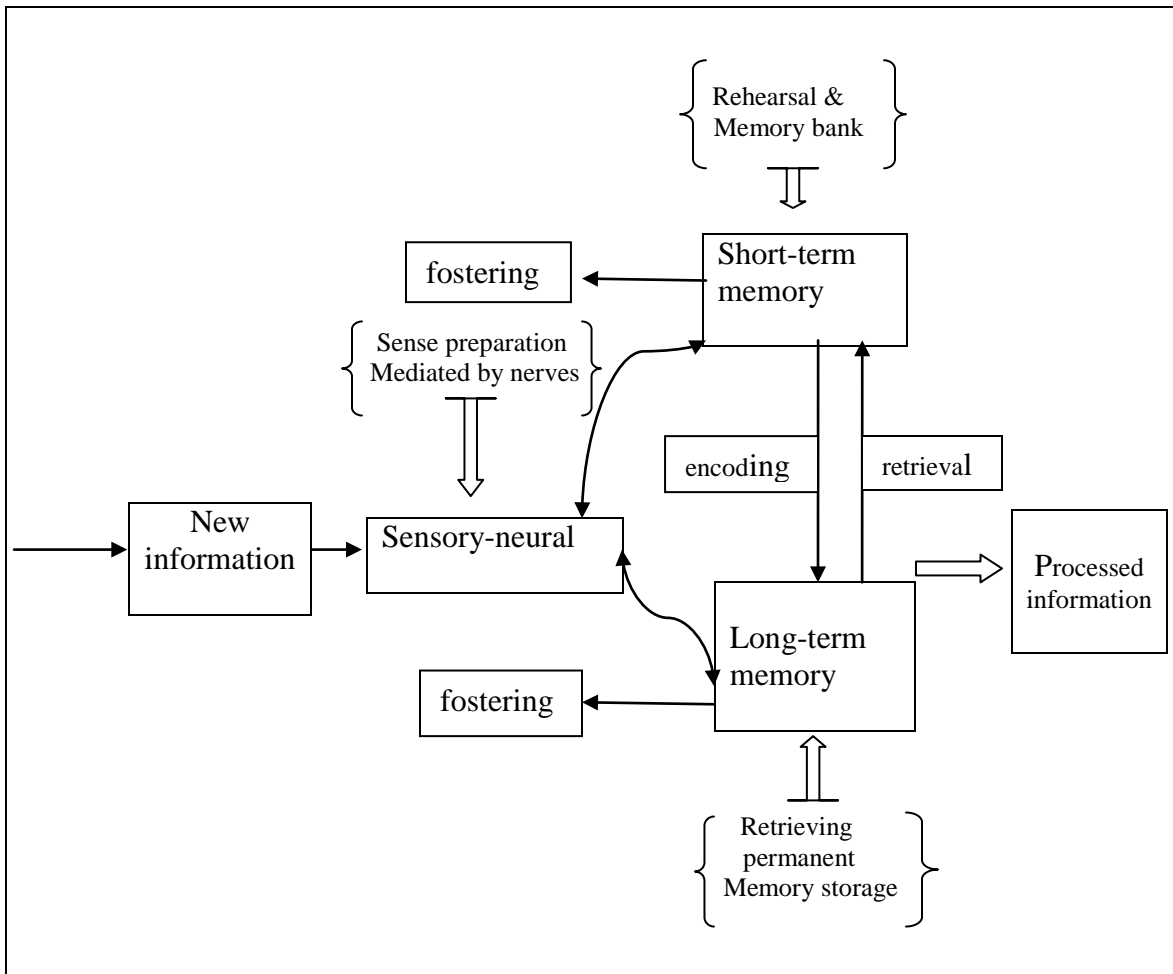 Rehearsal &
Memory bank
Short-term
memory
fostering
Sense preparation
Mediated by nerves
encoding
retrieval
New
information
Sensory-neural
Processed
information
Long-term
memory
fostering
Retrieving
permanent
Memory storage